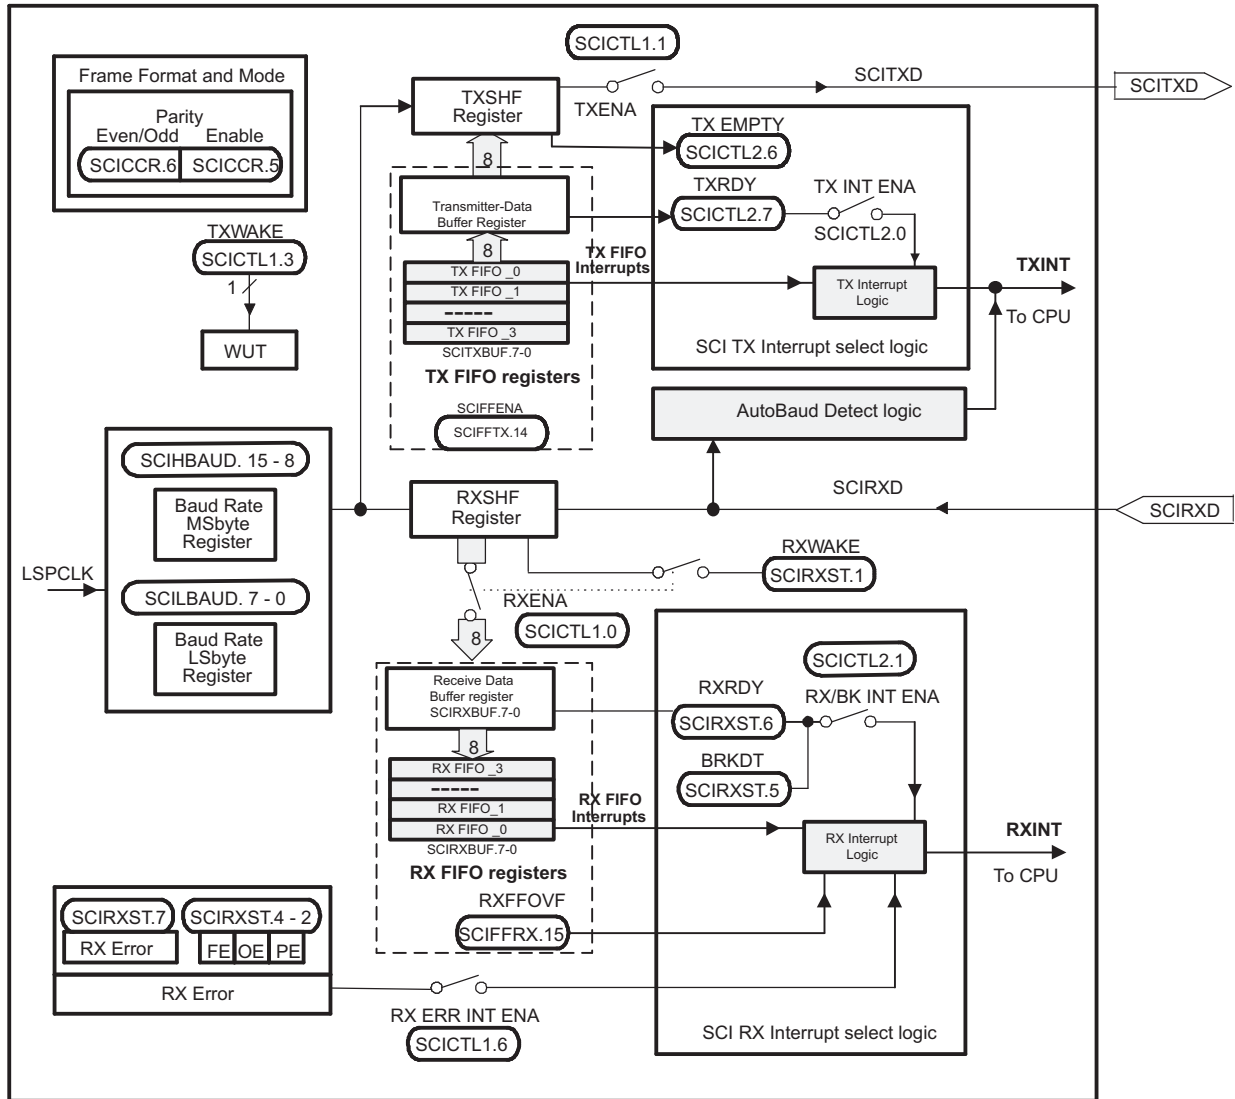 SCICTL1.1
Frame Format and Mode
Parity
Even/Odd Enable
SCICCR.6 SCICCR.5
TXSHF
Register
TXENA
SCITXD
SCITXD
TX EMPTY
SCICTL2.6
8
TXRDY
SCICTL2.7
TX INT ENA
SCICTL2.0
Transmitter-Data
Buffer Register
8
TXWAKE
SCICTL1.3
1
WUT
TX FIFO _0
TX FIFO _1
-----
TX FIFO _3
SCITXBUF.7-0
TX FIFO registers
SCIFFENA
SCIFFTX.14
TX FIFO
Interrupts
TX Interrupt
Logic
TXINT
To CPU
SCI TX Interrupt select logic
AutoBaud Detect logic
SCIHBAUD. 15 - 8
Baud Rate
MSbyte
Register
LSPCLK
SCILBAUD. 7 - 0
Baud Rate
LSbyte
Register
RXSHF
Register
SCIRXD
SCIRXD
RXWAKE
SCIRXST.1
RXENA
SCICTL1.0
8
Receive Data
Buffer register
SCIRXBUF.7-0
8
RX FIFO _3
-----
RX FIFO_1
RX FIFO _0
SCIRXBUF.7-0
RX FIFO registers
RXFFOVF
SCIFFRX.15
SCICTL2.1
RXRDY
RX/BK INT ENA
SCIRXST.6
BRKDT
SCIRXST.5
RX FIFO
Interrupts
RX Interrupt
Logic
RXINT
To CPU
SCI RX Interrupt select logic
SCIRXST.7 SCIRXST.4 - 2
RX Error FE OE PE
RX Error
RX ERR INT ENA
SCICTL1.6